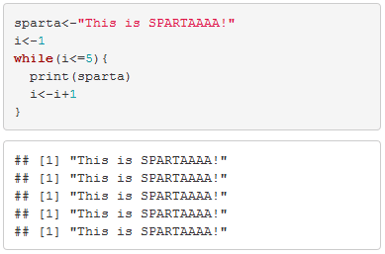 sparta<-"This is SPARTAAAA!"
i<-1
while(i<=5){
  print(sparta)
  i<-i+1
}
## [1] "This is SPARTAAAA!"
## [1] "This is SPARTAAAA!"
## [1] "This is SPARTAAAA!"
## [1] "This is SPARTAAAA!"
## [1] "This is SPARTAAAA!"